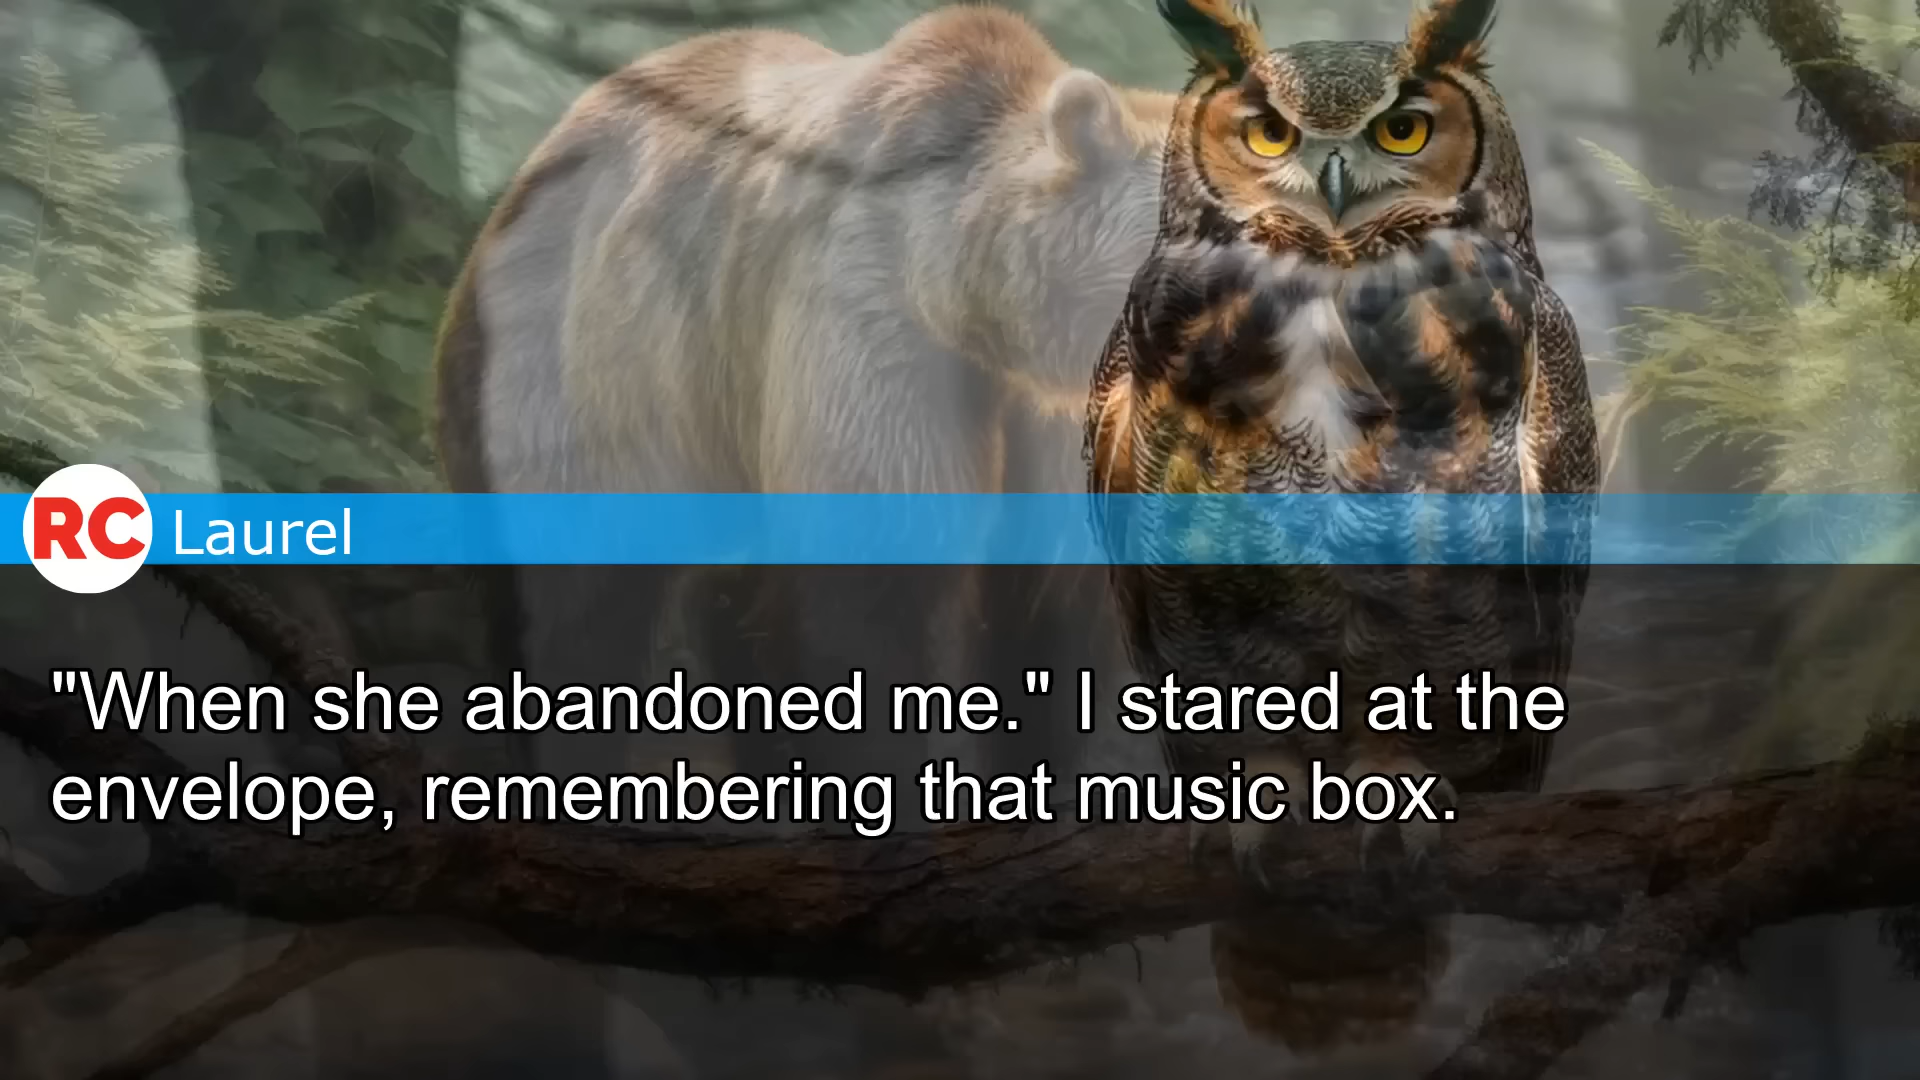 RC Laurel
"When she abandoned me." I stared at the
envelope, remembering that music box.